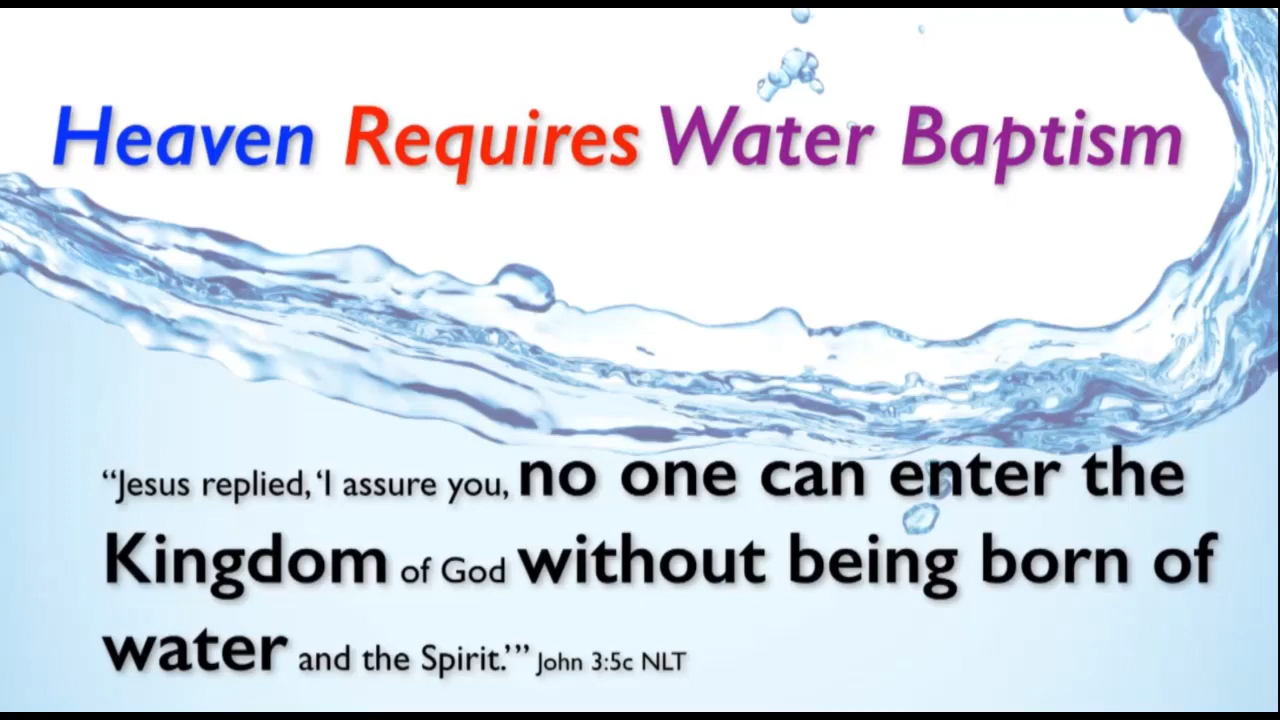 Heaven Requires Water Baptism
“Jesus replied, ‘I assure you, no one can enter the
Kingdom of God without being born of
water and the Spirit.’” John 3:5c NLT